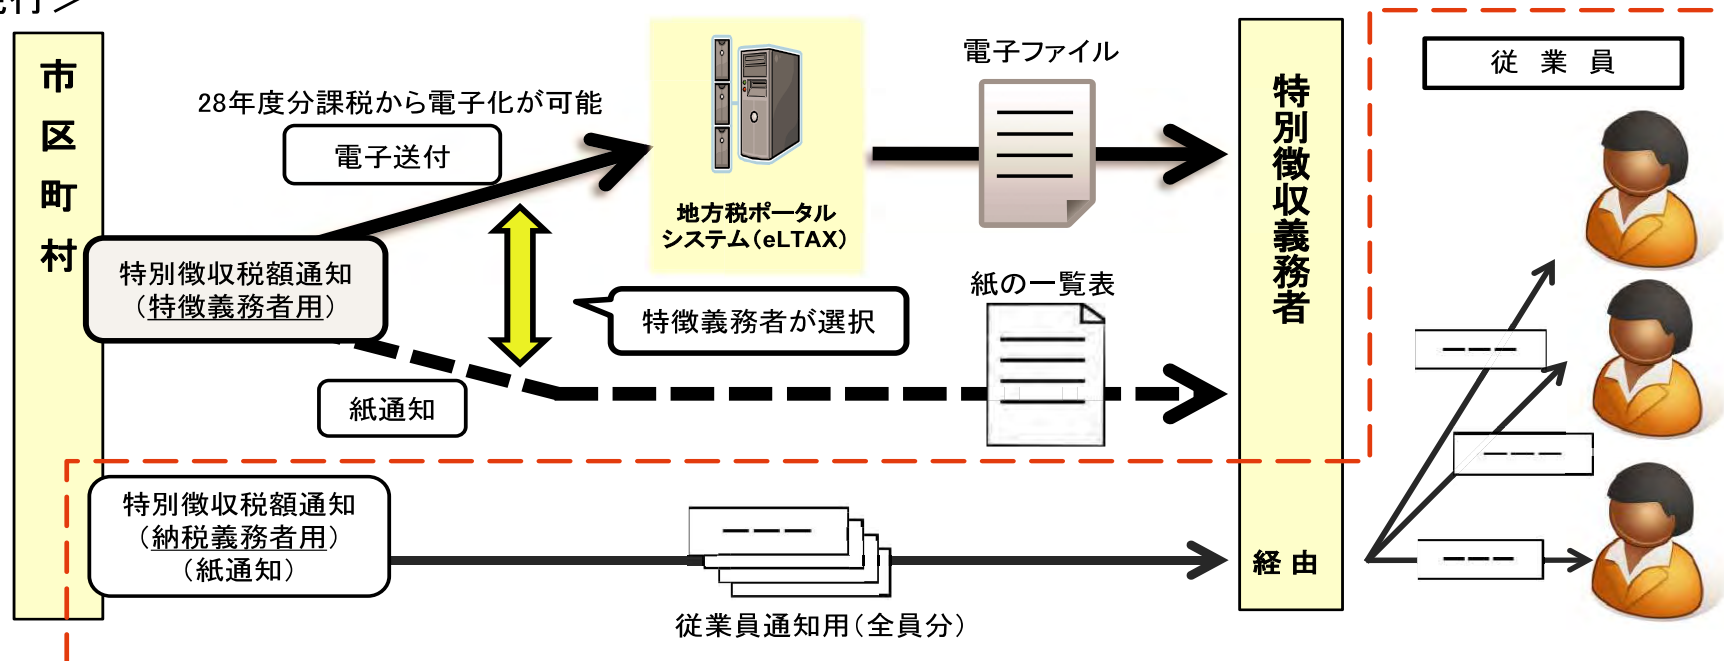 市区町村
28年度分課税から電子化が可能
電子送付
特別徴収税額通知
（特徴義務者用）
地方税ポータル
システム（eLTAX）
電子ファイル
特徴義務者が選択
紙の一覧表
紙通知
特別徴収義務者
従業員
特別徴収税額通知
（納税義務者用）
（紙通知）
従業員通知用（全員分）
経由